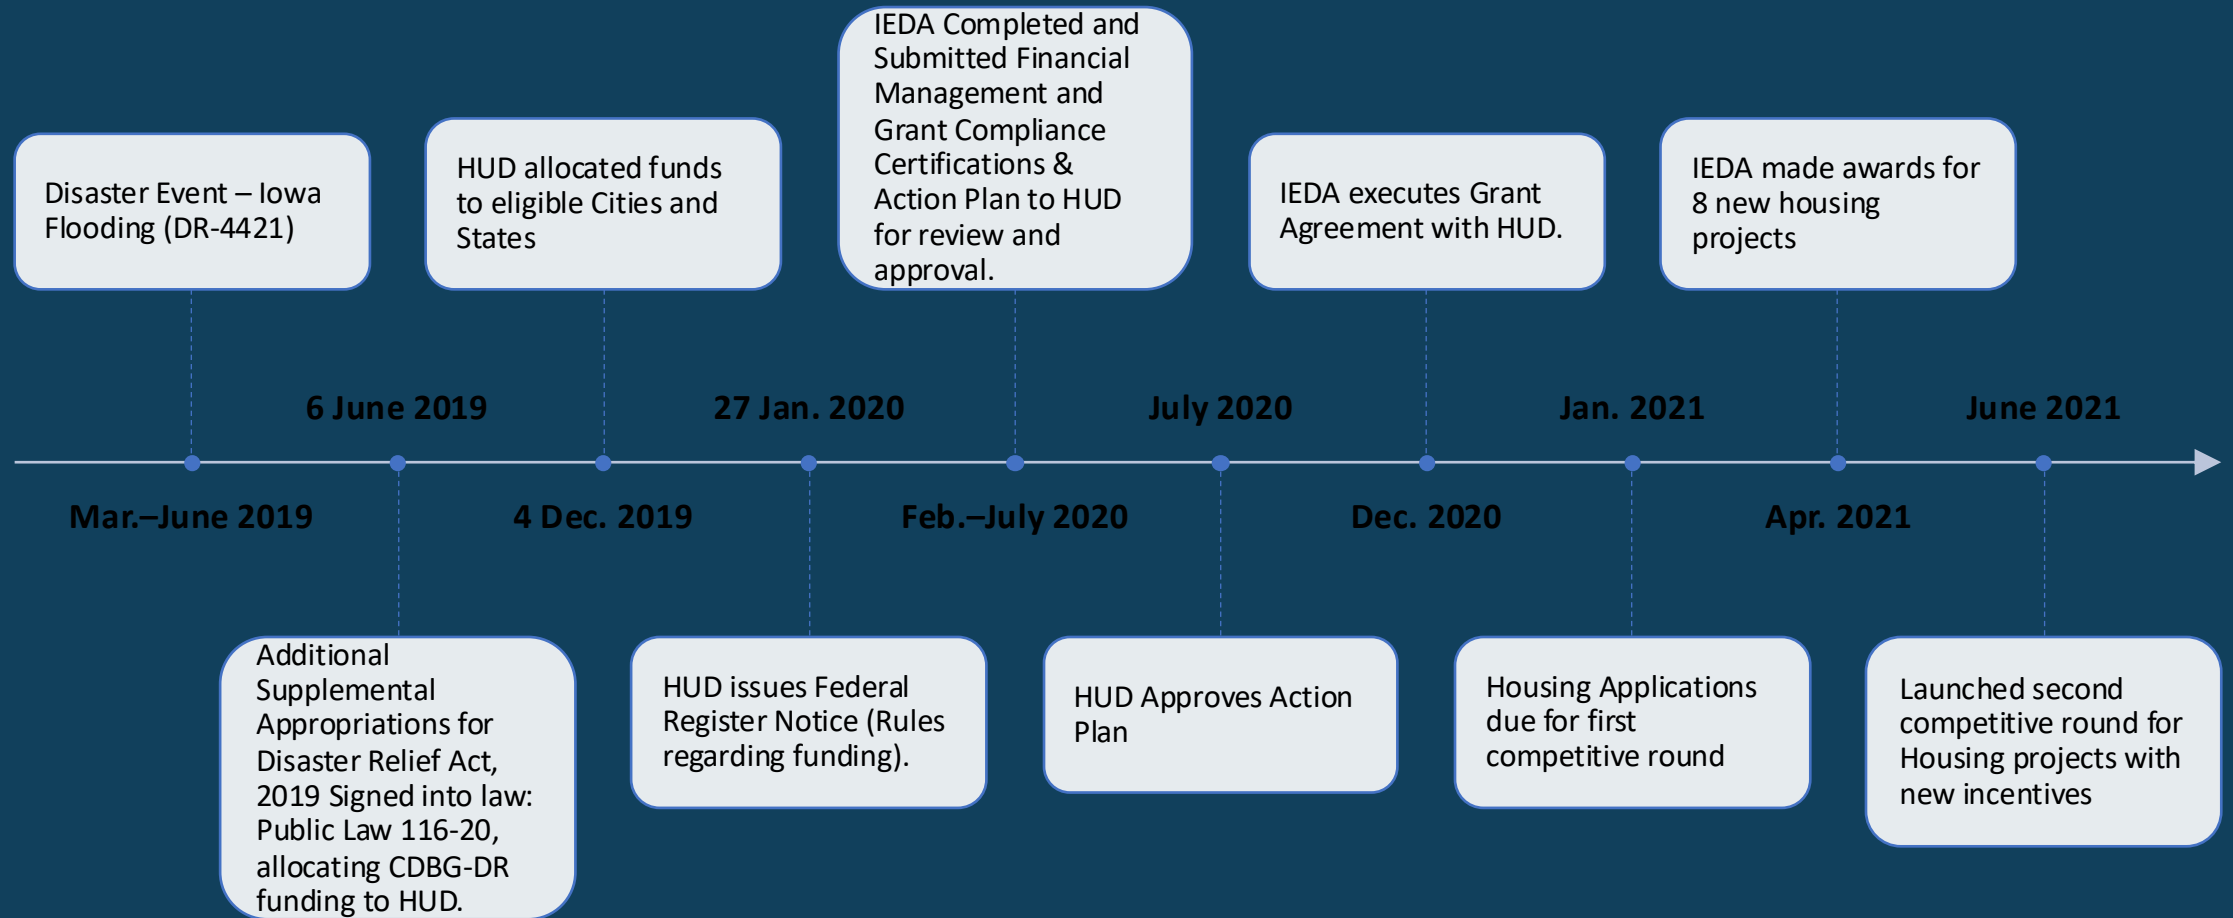 Disaster Event – Iowa
Flooding (DR-4421)
Mar.–June 2019
6 June 2019
Additional
Supplemental
Appropriations for
Disaster Relief Act,
2019 Signed into law:
Public Law 116-20,
allocating CDBG-DR
funding to HUD.
HUD allocated funds
to eligible Cities and
States
4 Dec. 2019
27 Jan. 2020
HUD issues Federal
Register Notice (Rules
regarding funding).
IEDA Completed and
Submitted Financial
Management and
Grant Compliance
Certifications &
Action Plan to HUD
for review and
approval.
Feb.–July 2020
July 2020
HUD Approves Action
Plan
IEDA executes Grant
Agreement with HUD.
Dec. 2020
Jan. 2021
Housing Applications
due for first
competitive round
IEDA made awards for
8 new housing
projects
Apr. 2021
June 2021
Launched second
competitive round for
Housing projects with
new incentives